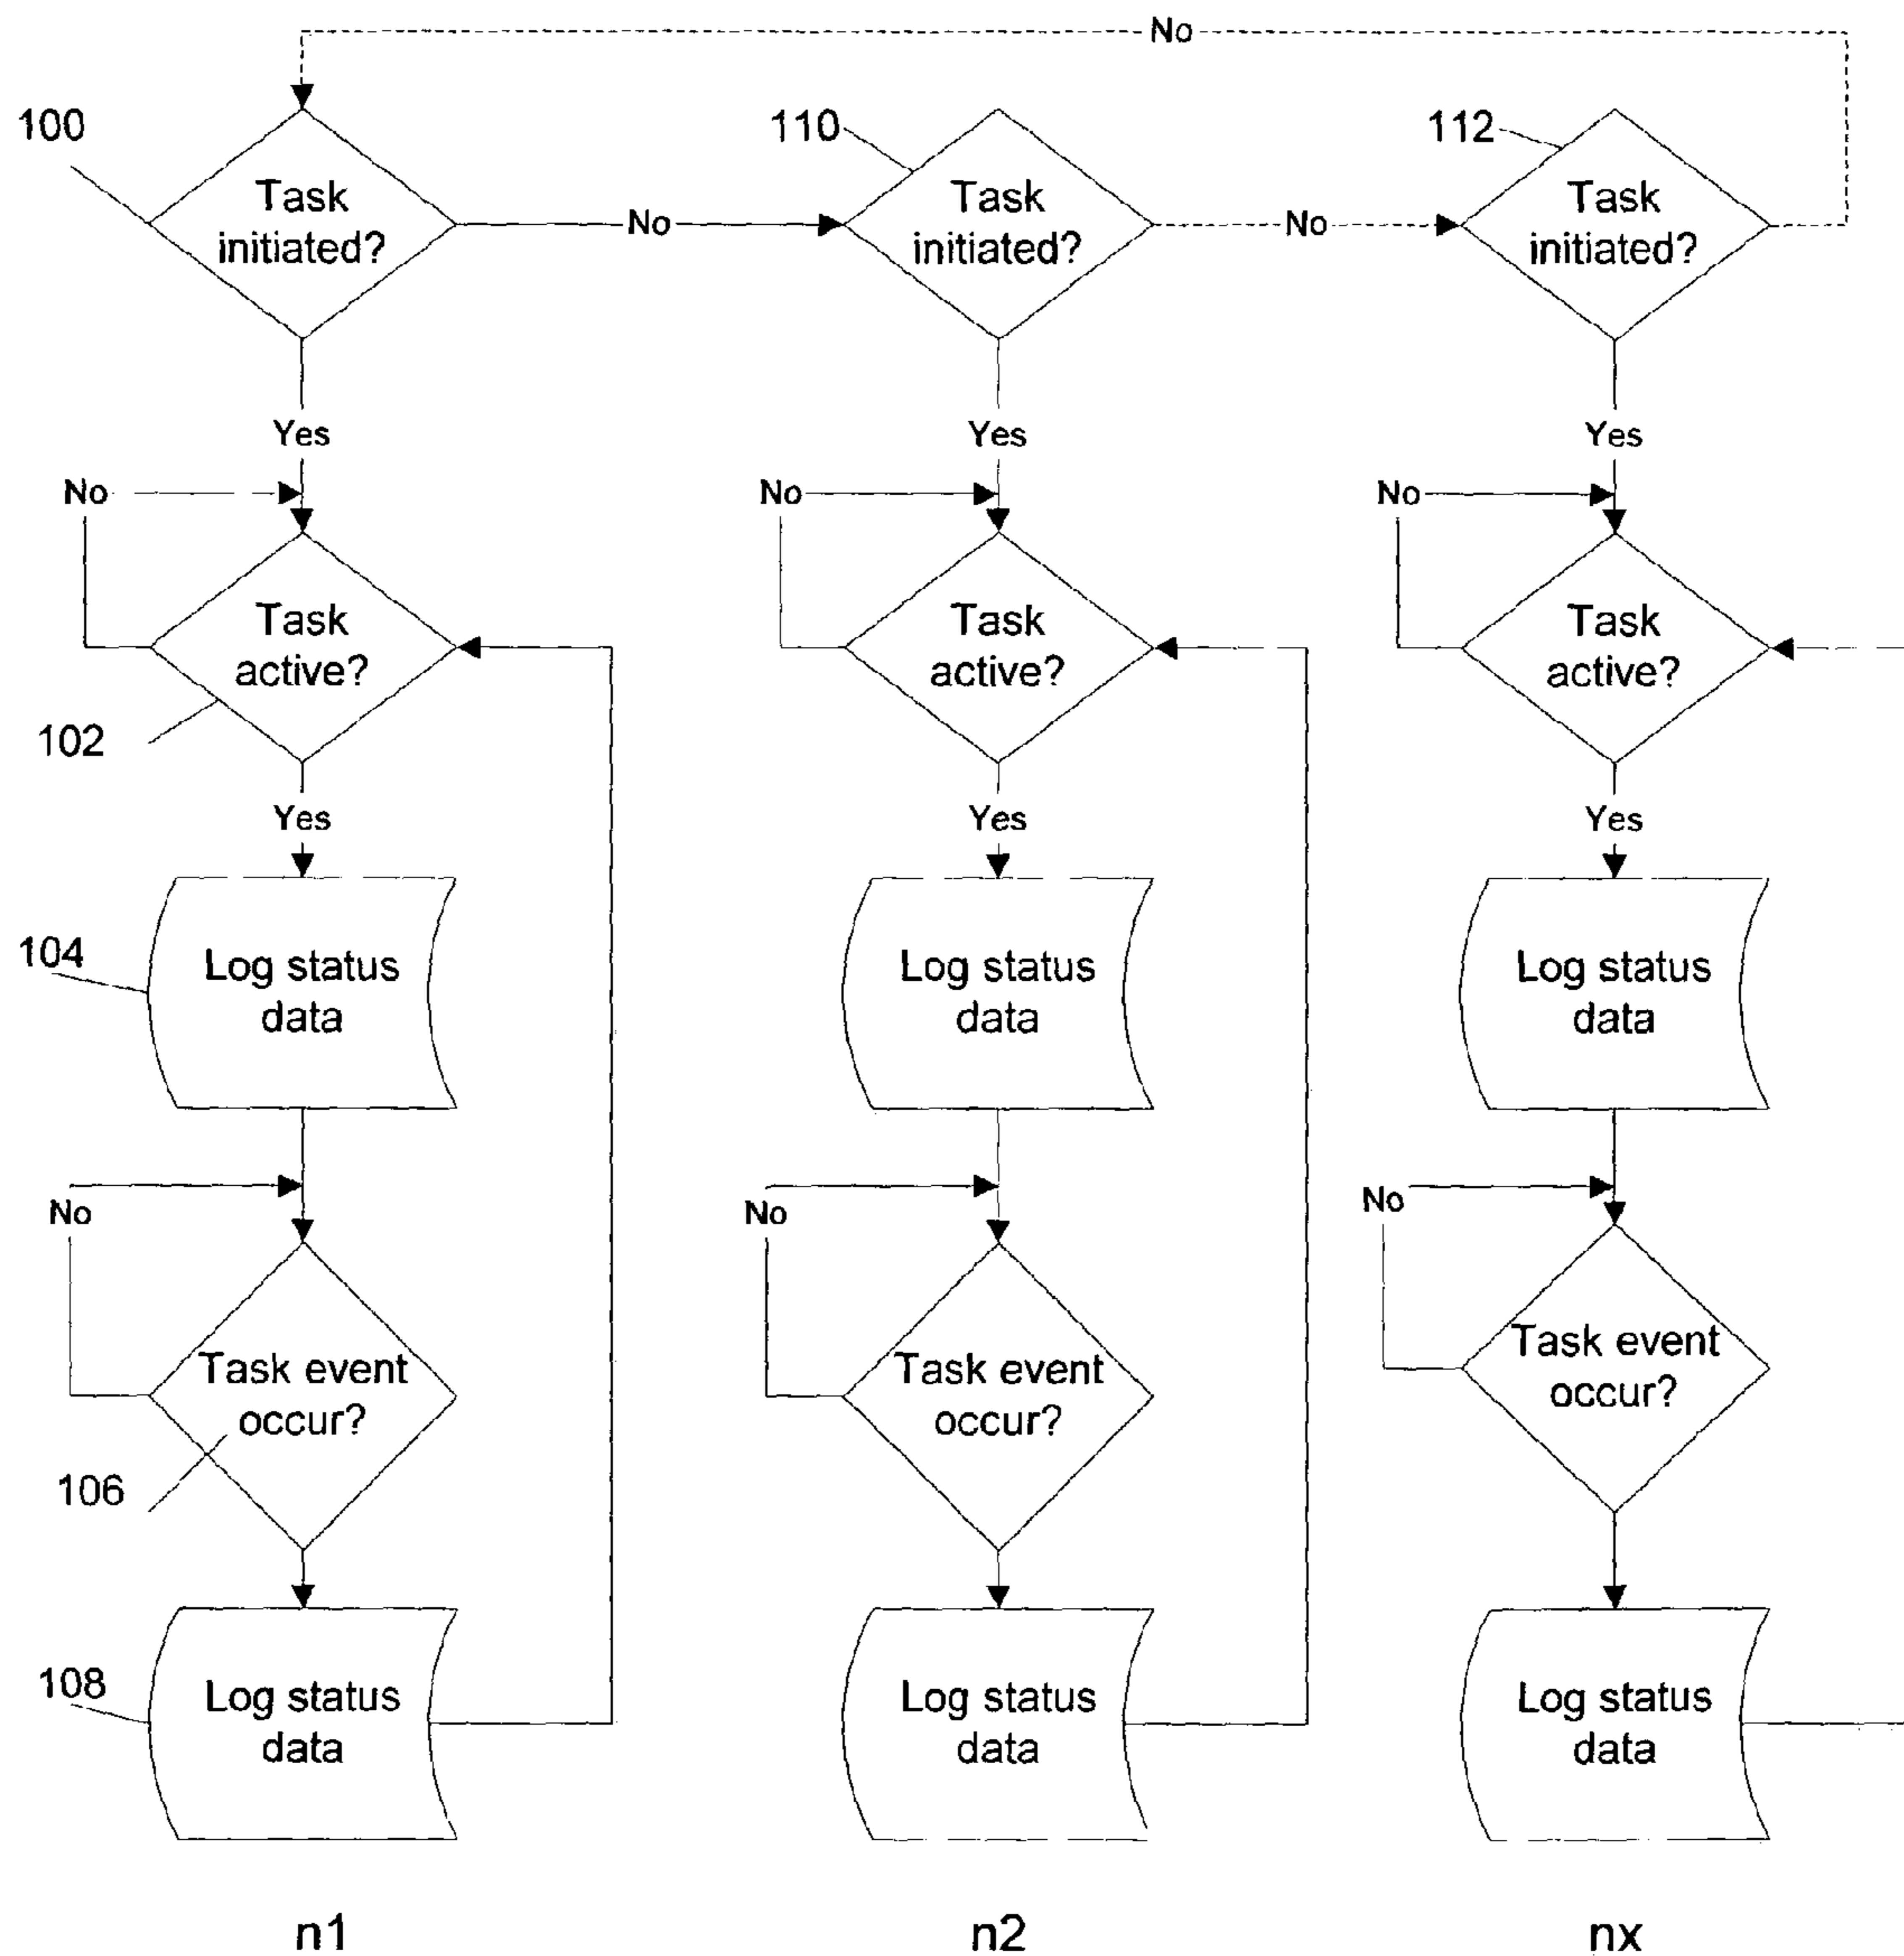 No
100
110
112
Task
initiated?
No
Task
initiated?
No
Task
initiated?
Yes
Yes
Yes
No
No
No
Task
active?
Task
active?
Task
active?
102
Yes
Yes
Yes
104
Log status
data
Log status
data
Log status
data
No
No
No
Task event
occur?
Task event
occur?
Task event
occur?
106
108
Log status
data
Log status
data
Log status
data
n1
n2
nx